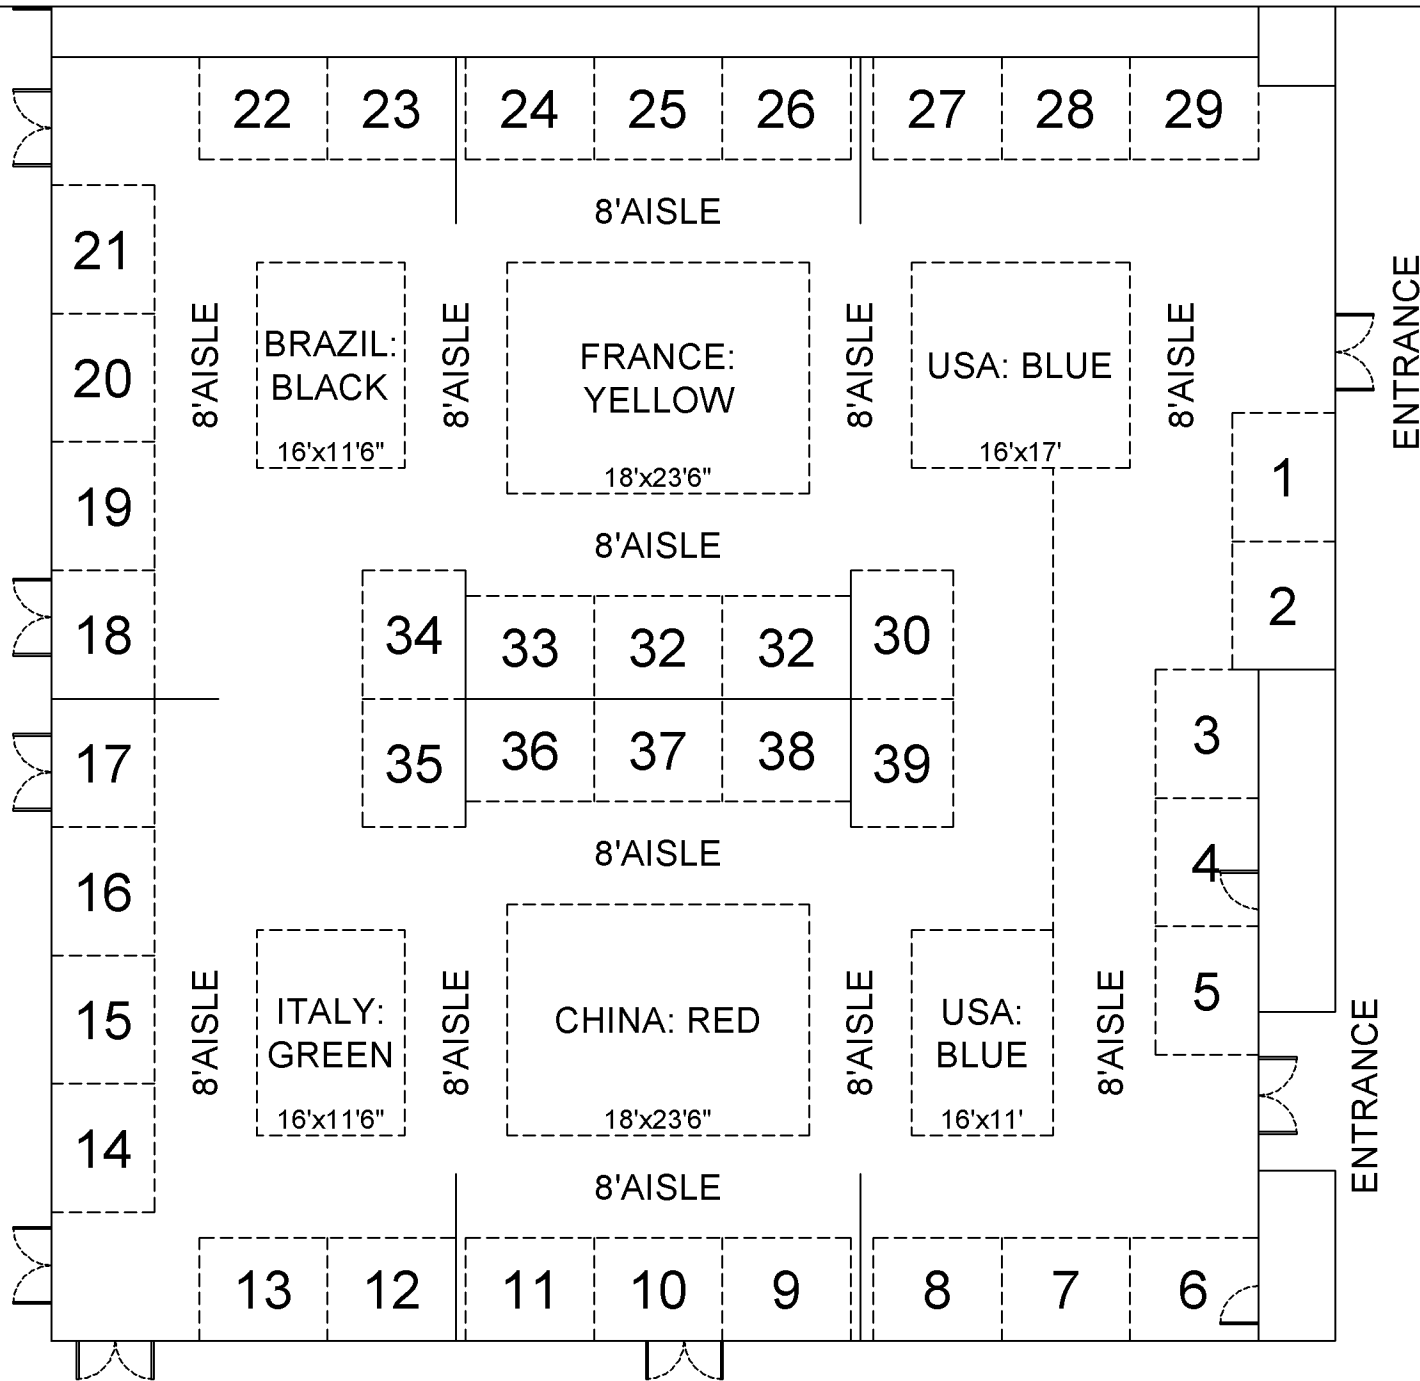 22
23
24
25
26
27
28
29
8'AISLE
21
20
19
18
17
16
15
14
8'AISLE
BRAZIL:
BLACK
16'x11'6"
8'AISLE
FRANCE:
YELLOW
18'x23'6"
8'AISLE
USA: BLUE
16'x17'
8'AISLE
ENTRANCE
1
2
3
4
5
8'AISLE
34
33
32
32
30
35
36
37
38
39
8'AISLE
8'AISLE
ITALY:
GREEN
16'x11'6"
8'AISLE
CHINA: RED
18'x23'6"
8'AISLE
USA:
BLUE
16'x11'
8'AISLE
ENTRANCE
8'AISLE
13
12
11
10
9
8
7
6